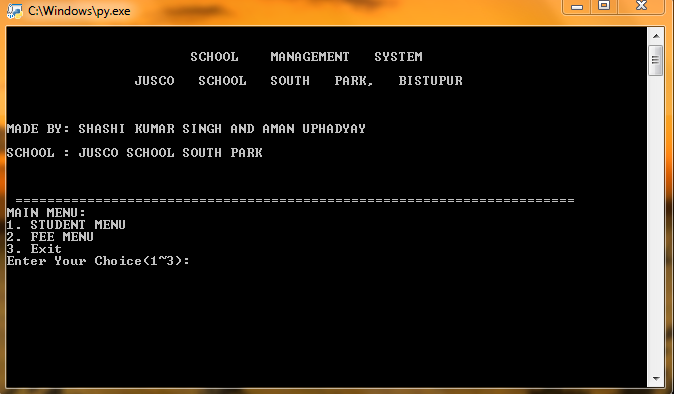 C:\Windows\py.exe
SCHOOL MANAGEMENT SYSTEM
JUSCO SCHOOL SOUTH PARK, BISTUPUR
MADE BY: SHASHI KUMAR SINGH AND AMAN UPHADYAY
SCHOOL : JUSCO SCHOOL SOUTH PARK
======================================================================
MAIN MENU:
1. STUDENT MENU
2. FEE MENU
3. Exit
Enter Your Choice(1~3):